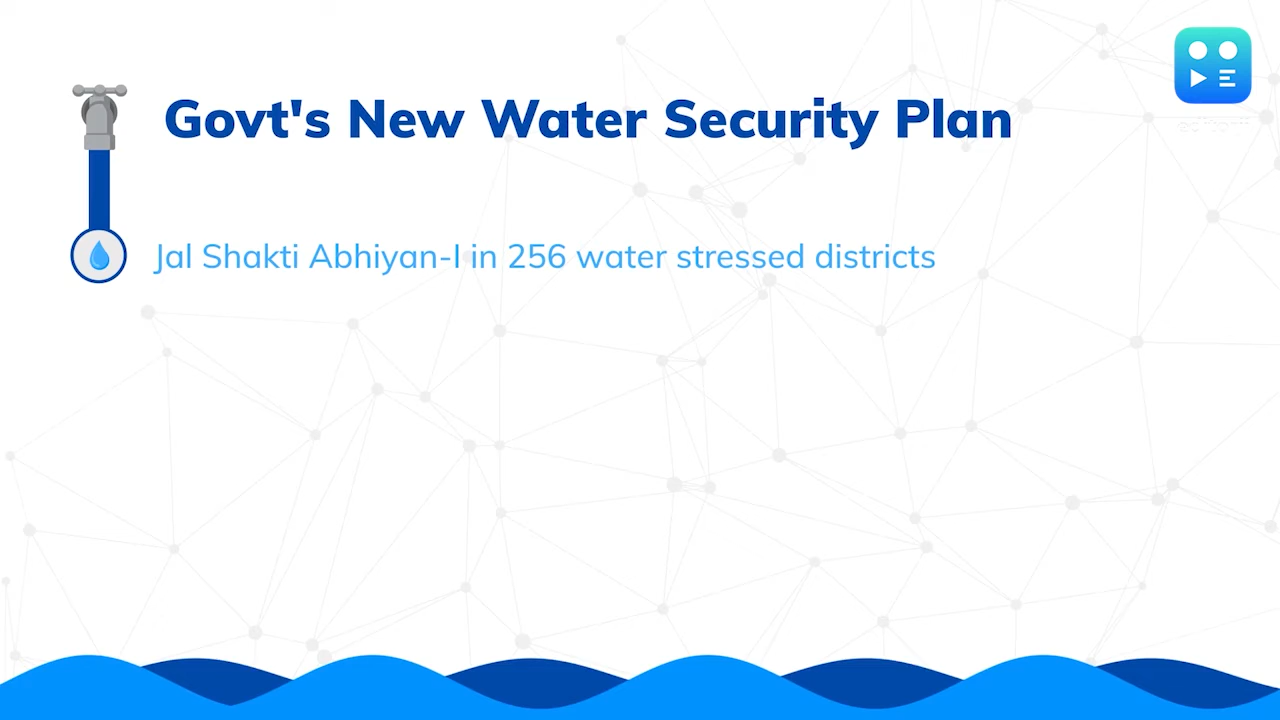 Govt's New Water Security Plan
Jal Shakti Abhiyan-I in 256 water stressed districts